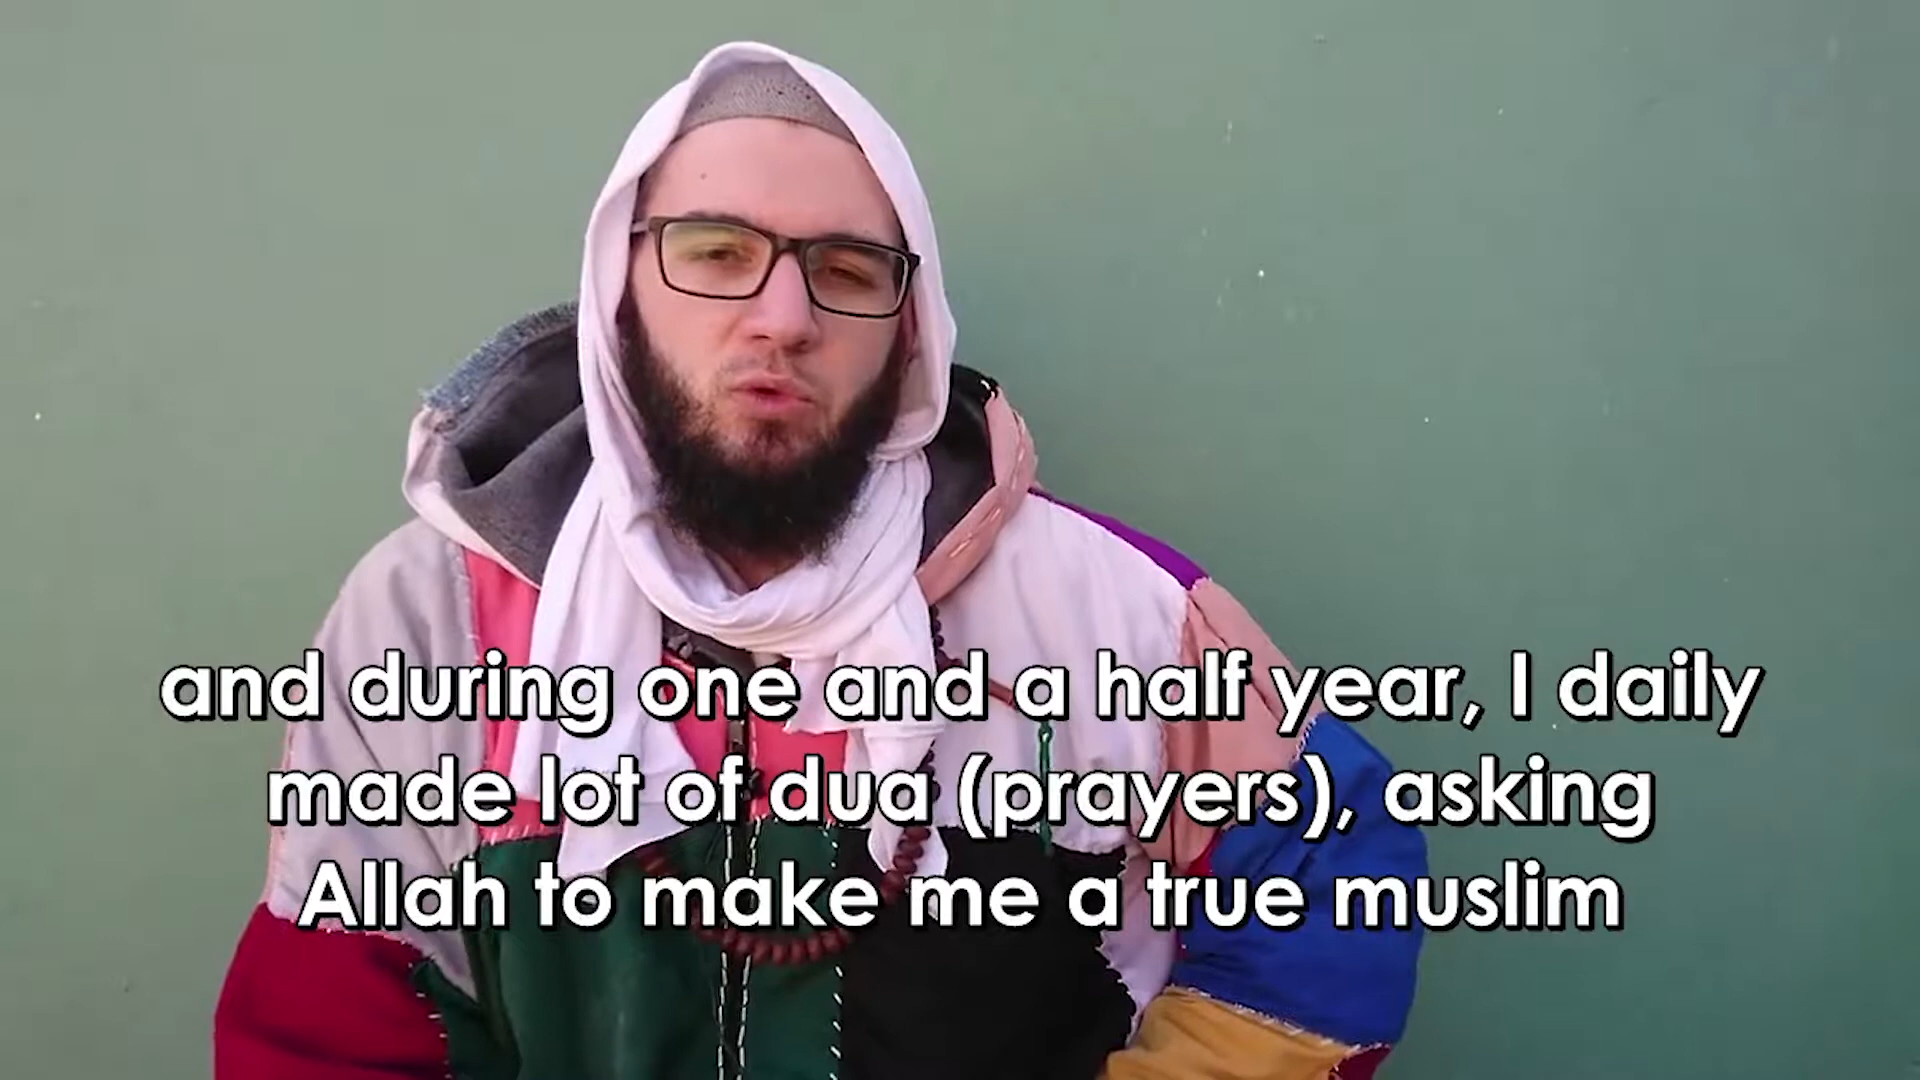 and during one and a half year, I daily
made lot of dua (prayers), asking
Allah to make me a true muslim